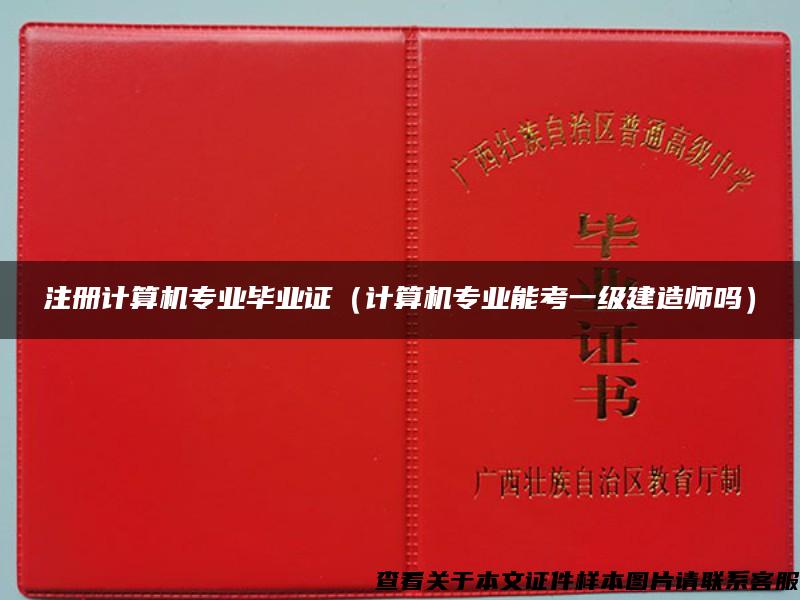 广西壮族自治区普通高级中学
毕业证书
注册计算机专业毕业证（计算机专业能考一级建造师吗）
广西壮族自治区教育厅制
查看关于本文证件样本图片请联系客服